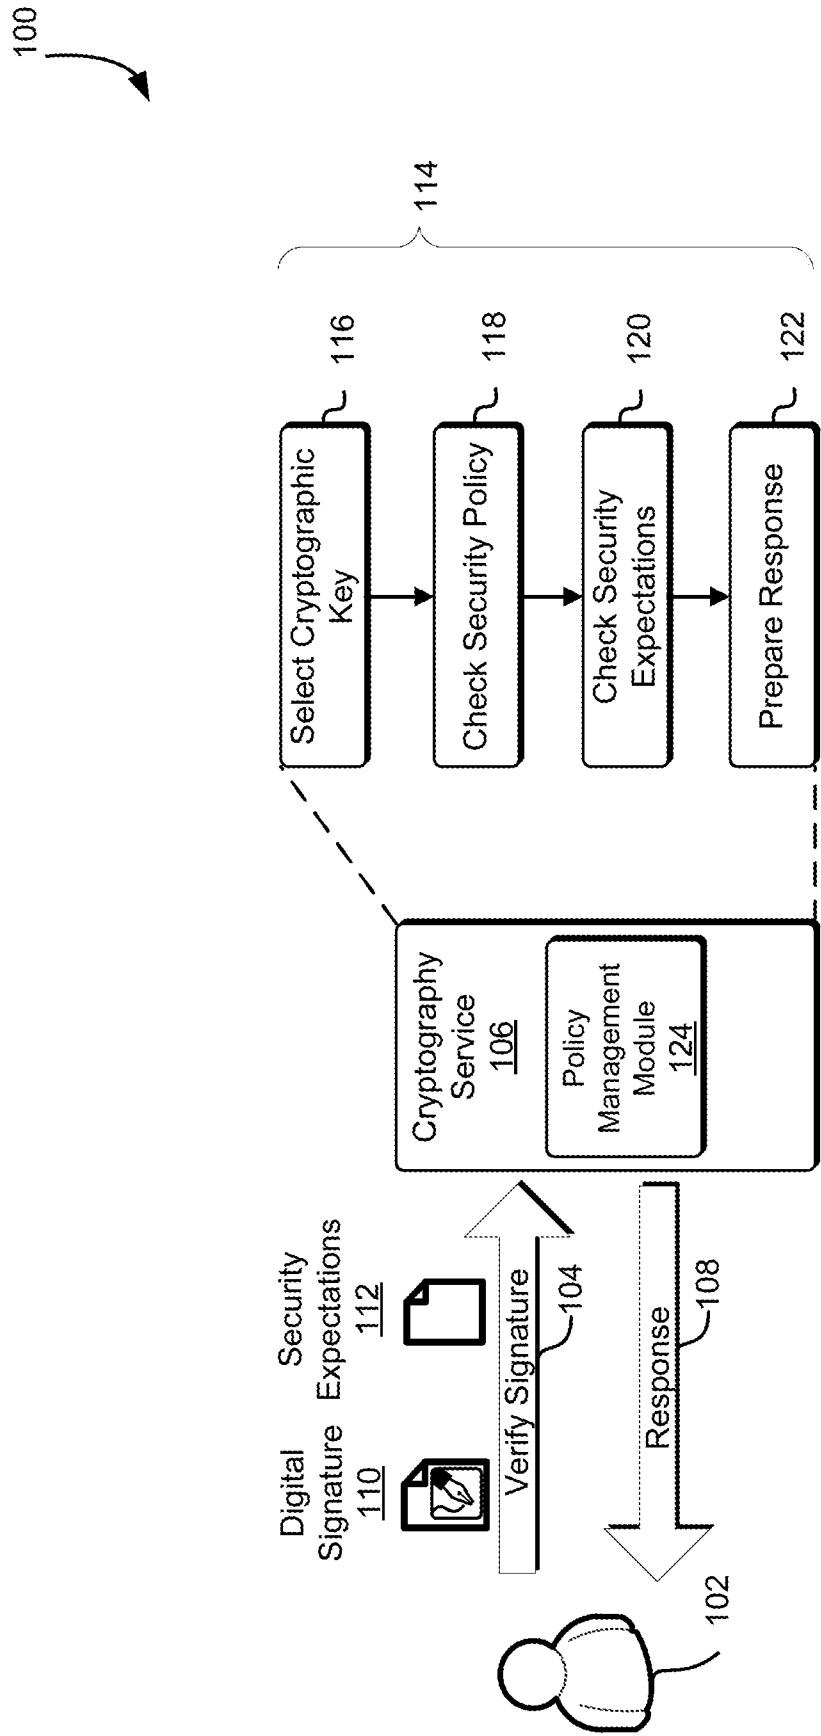 100
Digital
Signature
110
Security
Expectations
112
Verify Signature
104
Response
108
102
Cryptography
Service
106
Policy
Management
Module
124
Select Cryptographic
Key
116
Check Security Policy
118
Check Security
Expectations
120
Prepare Response
122
114